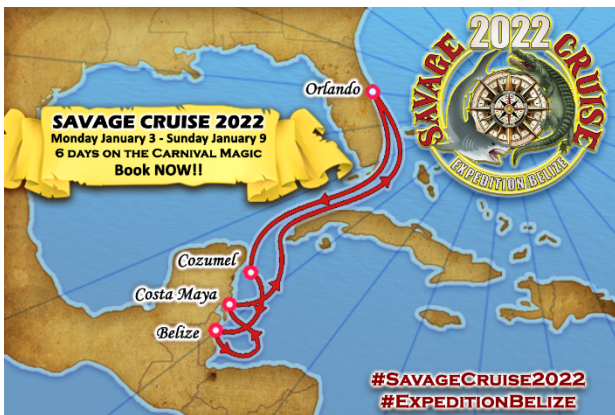 SAVAGE 2022 CRUISE
EXPEDITION BELIZE
Orlando
SAVAGE CRUISE 2022
Monday January 3 - Sunday January 9
6 DAYS ON THE CARNIVAL MAGIC
Book NOW!!
Cozumel
Costa Maya
Belize
#SAVAGECRUISE2022
#EXPEDITIONBELIZE